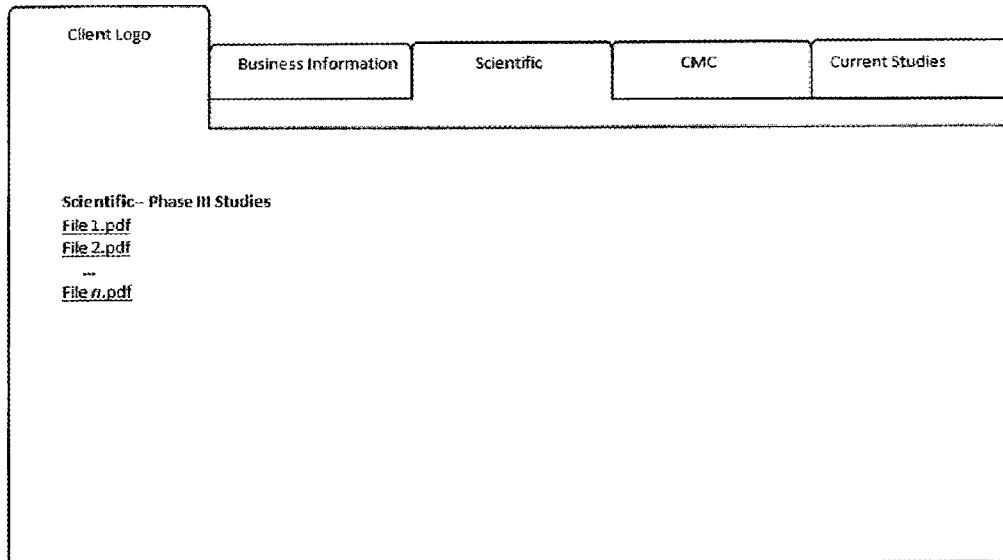 Client Logo
Business Information
Scientific
CMC
Current Studies
Scientific-- Phase III Studies
File 1.pdf
File 2.pdf
...
File n.pdf